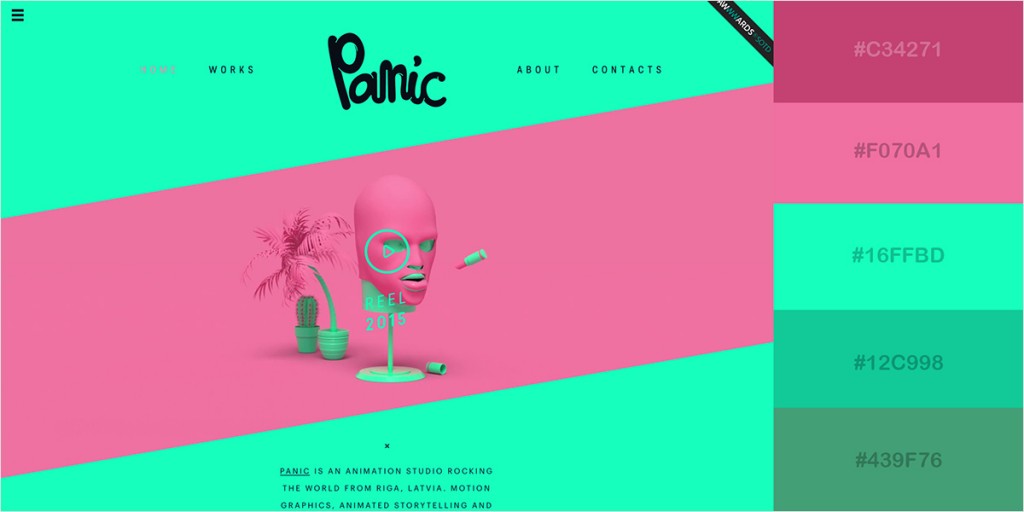 AWWWARDS SOTD
HOME WORKS Panic ABOUT CONTACTS
REEL
2015
×
PANIC IS AN ANIMATION STUDIO ROCKING
THE WORLD FROM RIGA, LATVIA. MOTION
GRAPHICS, ANIMATED STORYTELLING AND
#C34271
#F070A1
#16FFBD
#12C998
#439F76